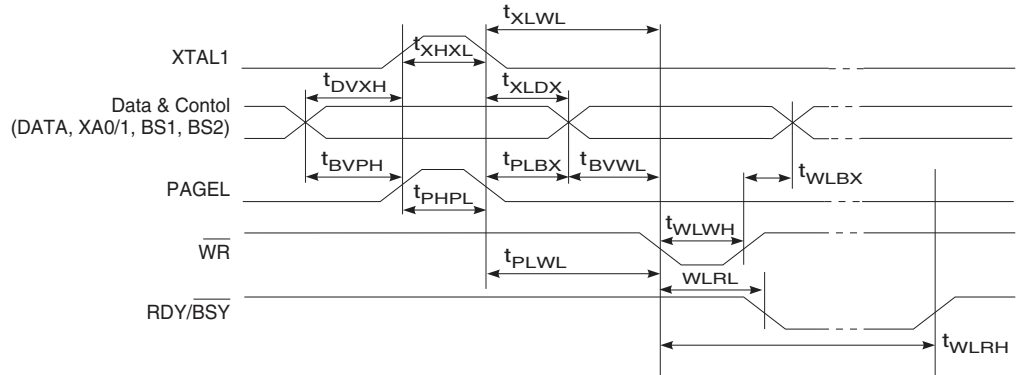 tXLWL
XTAL1
tXHXL
tDVXH
tXLDX
Data & Contol
(DATA, XA0/1, BS1, BS2)
tBVPH
tPLBX
tBVWL
tWLBX
PAGEL
tPHPL
tWLWH
WR
tPLWL
WLRL
RDY/BSY
tWLRH